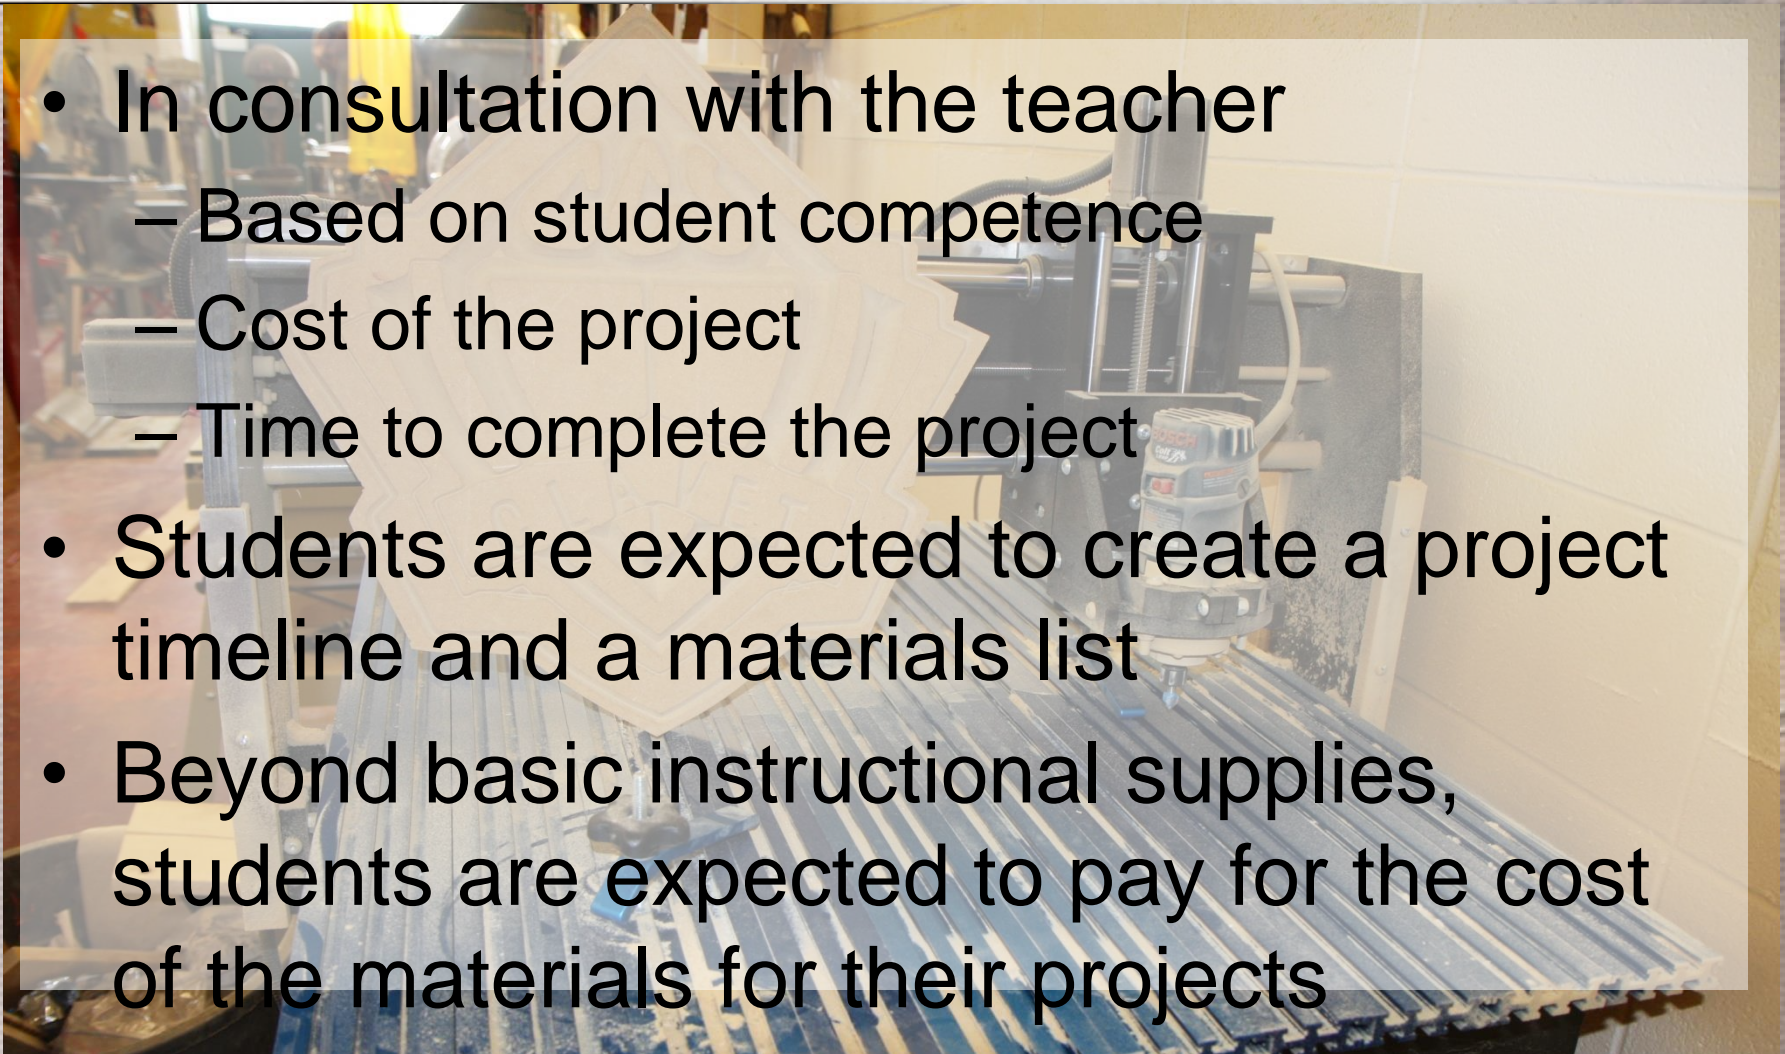 • In consultation with the teacher
– Based on student competence
– Cost of the project
– Time to complete the project
• Students are expected to create a project
timeline and a materials list
• Beyond basic instructional supplies,
students are expected to pay for the cost
of the materials for their projects
BOSCH